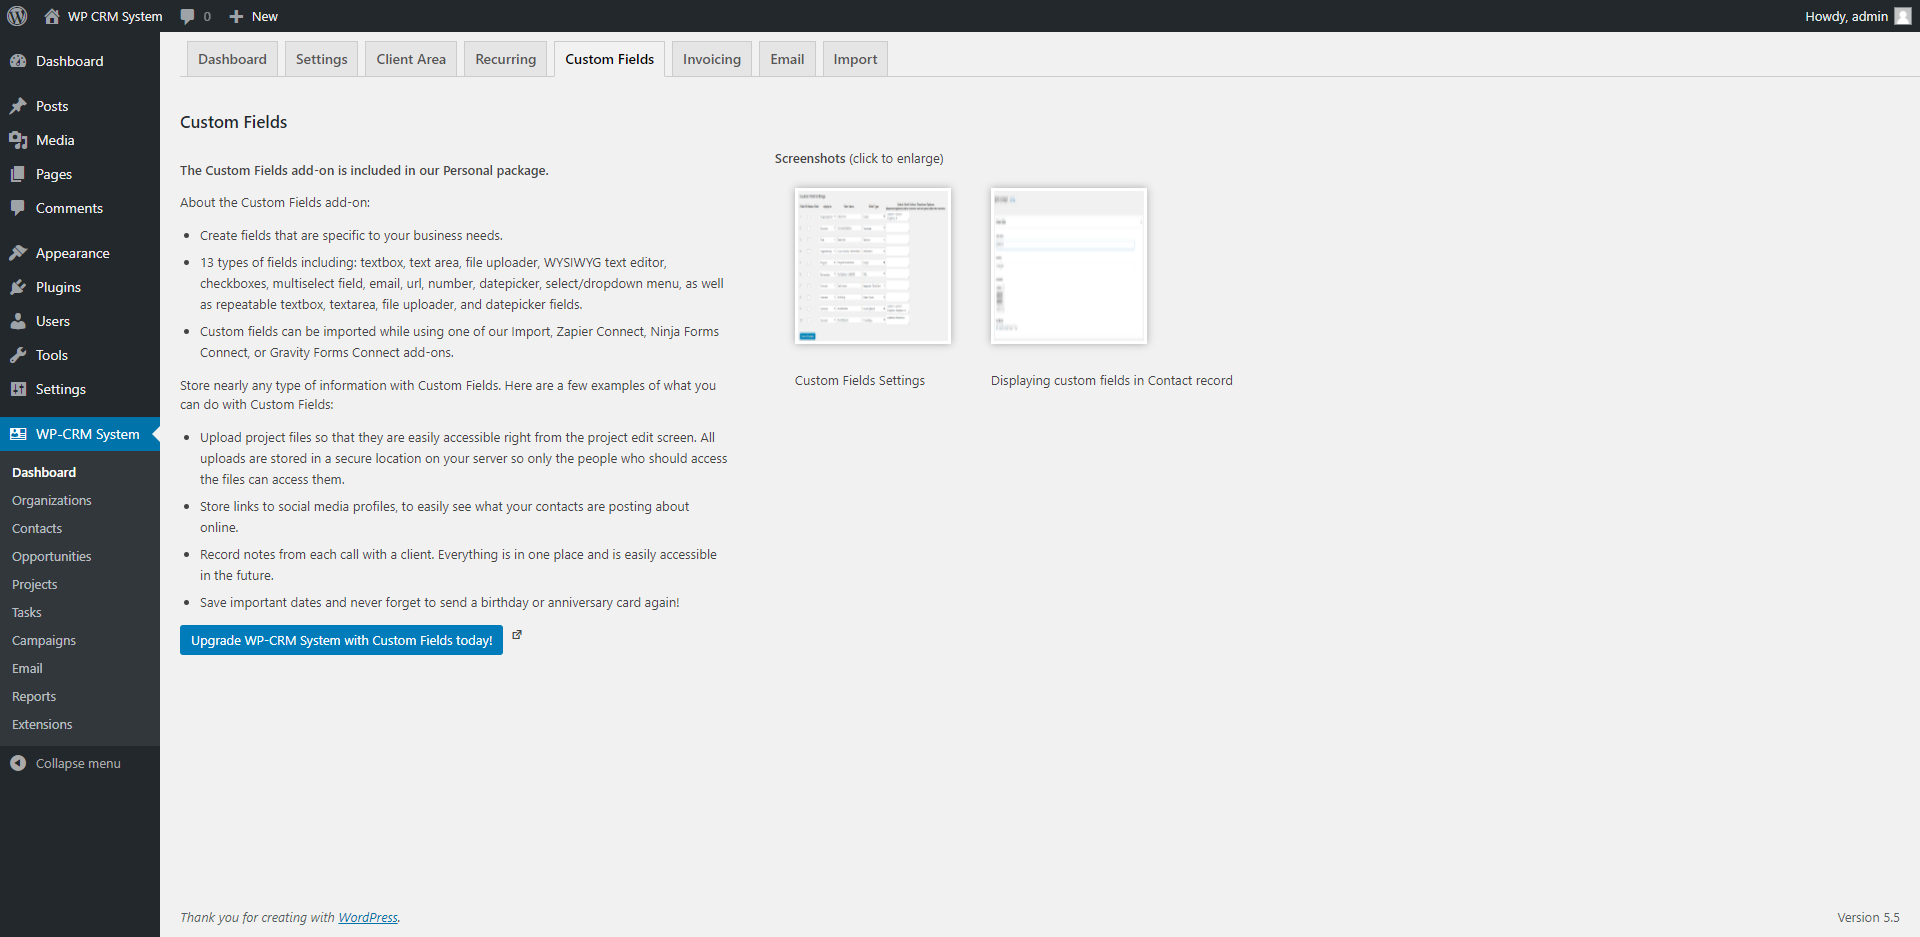 WP CRM System
0
New
Howdy, admin
Dashboard
Posts
Media
Pages
Comments
Appearance
Plugins
Users
Tools
Settings
WP-CRM System
Dashboard
Organizations
Contacts
Opportunities
Projects
Tasks
Campaigns
Email
Reports
Extensions
Collapse menu
Dashboard
Settings
Client Area
Recurring
Custom Fields
Invoicing
Email
Import
Custom Fields
The Custom Fields add-on is included in our Personal package.
About the Custom Fields add-on:
Create fields that are specific to your business needs.
13 types of fields including: textbox, text area, file uploader, WYSIWYG text editor,
checkboxes, multiselect field, email, url, number, datepicker, select/dropdown menu, as well
as repeatable textbox, textarea, file uploader, and datepicker fields.
Custom fields can be imported while using one of our Import, Zapier Connect, Ninja Forms
Connect, or Gravity Forms Connect add-ons.
Store nearly any type of information with Custom Fields. Here are a few examples of what you
can do with Custom Fields:
Upload project files so that they are easily accessible right from the project edit screen. All
uploads are stored in a secure location on your server so only the people who should access
the files can access them.
Store links to social media profiles, to easily see what your contacts are posting about
online.
Record notes from each call with a client. Everything is in one place and is easily accessible
in the future.
Save important dates and never forget to send a birthday or anniversary card again!
Upgrade WP-CRM System with Custom Fields today!
Screenshots (click to enlarge)
Custom Fields Settings
Displaying custom fields in Contact record
Thank you for creating with WordPress.
Version 5.5